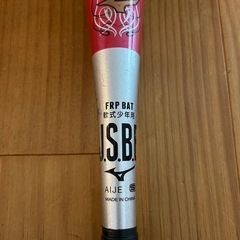 FRP BAT
軟式少年用
J.S.B.B
AIJE
MADE IN CHINA